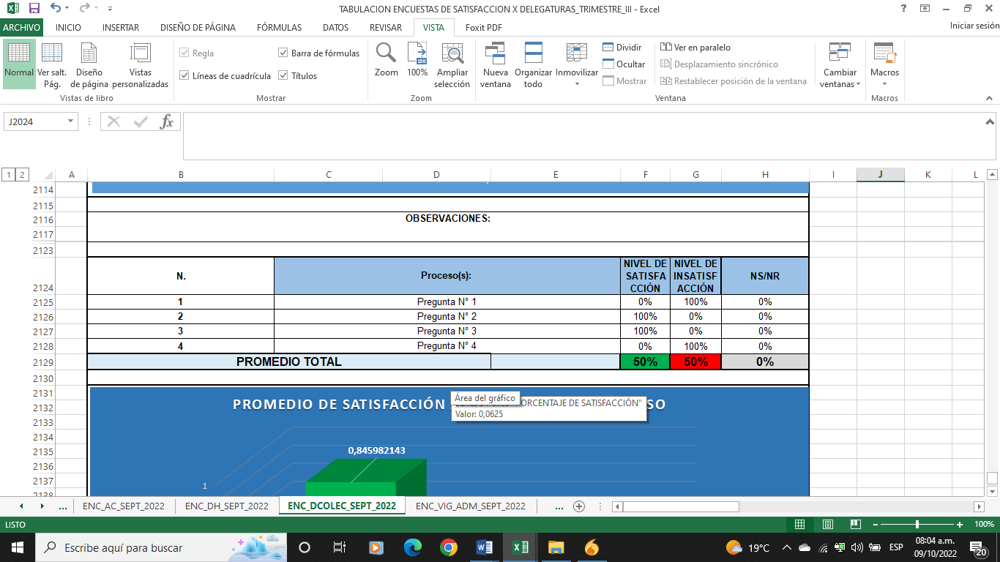 TABULACION ENCUESTAS DE SATISFACCION X DELEGATURAS_TRIMESTRE_III - Excel
?
ARCHIVO INICIO INSERTAR DISEÑO DE PÁGINA FÓRMULAS DATOS REVISAR VISTA Foxit PDF Iniciar sesión
Normal Ver salt. Pág. Diseño de página Vistas personalizadas
Vistas de libro
Regla Barra de fórmulas
Líneas de cuadrícula Títulos
Mostrar
Zoom 100% Ampliar selección
Zoom
Nueva ventana Organizar todo Inmovilizar
Dividir Ver en paralelo
Ocultar Desplazamiento sincrónico
Mostrar Restablecer posición de la ventana
Ventana
Cambiar ventanas
Macros
Macros
J2024 fx
1 2 A B C D E F G H I J K L
2114
2115
2116 OBSERVACIONES:
2117
2123
2124 N. Proceso(s): NIVEL DE SATISFACCIÓN NIVEL DE INSATISFACCIÓN NS/NR
2125 1 Pregunta N° 1 0% 100% 0%
2126 2 Pregunta N° 2 100% 0% 0%
2127 3 Pregunta N° 3 100% 0% 0%
2128 4 Pregunta N° 4 0% 100% 0%
2129 PROMEDIO TOTAL 50% 50% 0%
2130
2131
2132 PROMEDIO DE SATISFACCIÓN SO
Área del gráfico
ORCENTAJE DE SATISFACCIÓN"
Valor: 0,0625
2133
2134
2135 0,845982143
2136
2137 1
2138
... ENC_AC_SEPT_2022 ENC_DH_SEPT_2022 ENC_DCOLEC_SEPT_2022 ENC_VIG_ADM_SEPT_2022 ...
LISTO 100%
Escribe aquí para buscar 19°C ESP 08:04 a.m.
09/10/2022 20